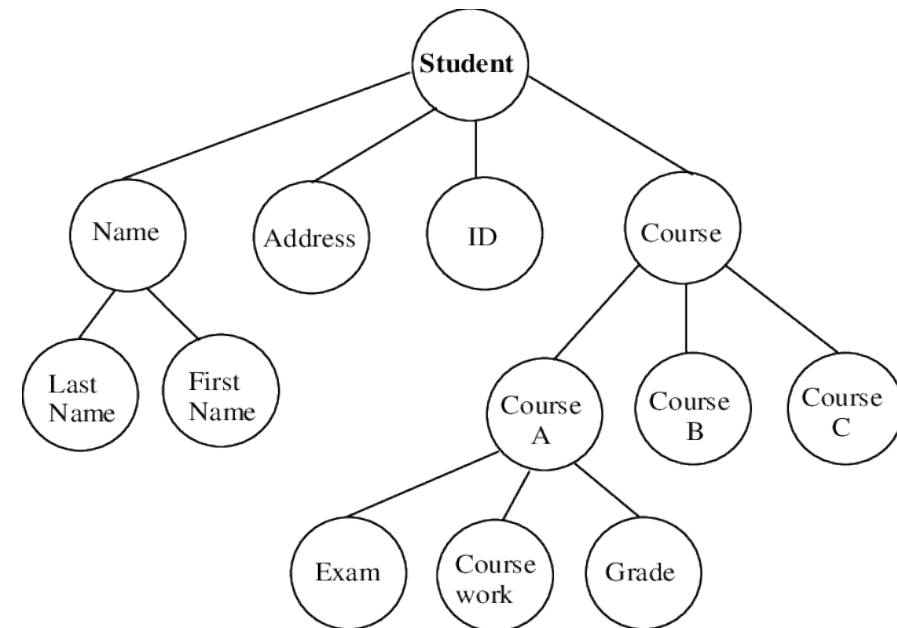 Student
Name
Address
ID
Course
Last
Name
First
Name
Course
A
Course
B
Course
C
Exam
Course
work
Grade